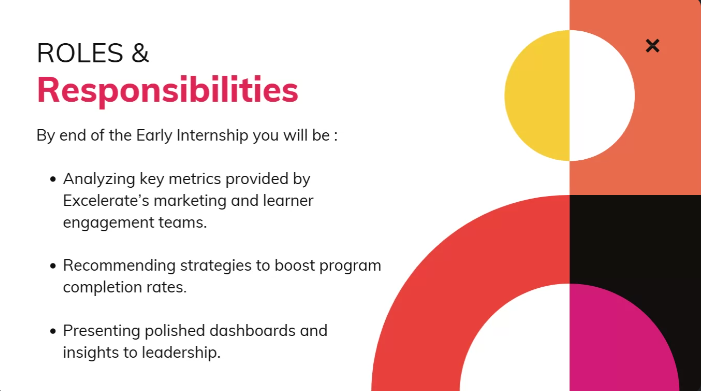 ROLES &
Responsibilities
By end of the Early Internship you will be :
• Analyzing key metrics provided by
Excelerate’s marketing and learner
engagement teams.
• Recommending strategies to boost program
completion rates.
• Presenting polished dashboards and
insights to leadership.